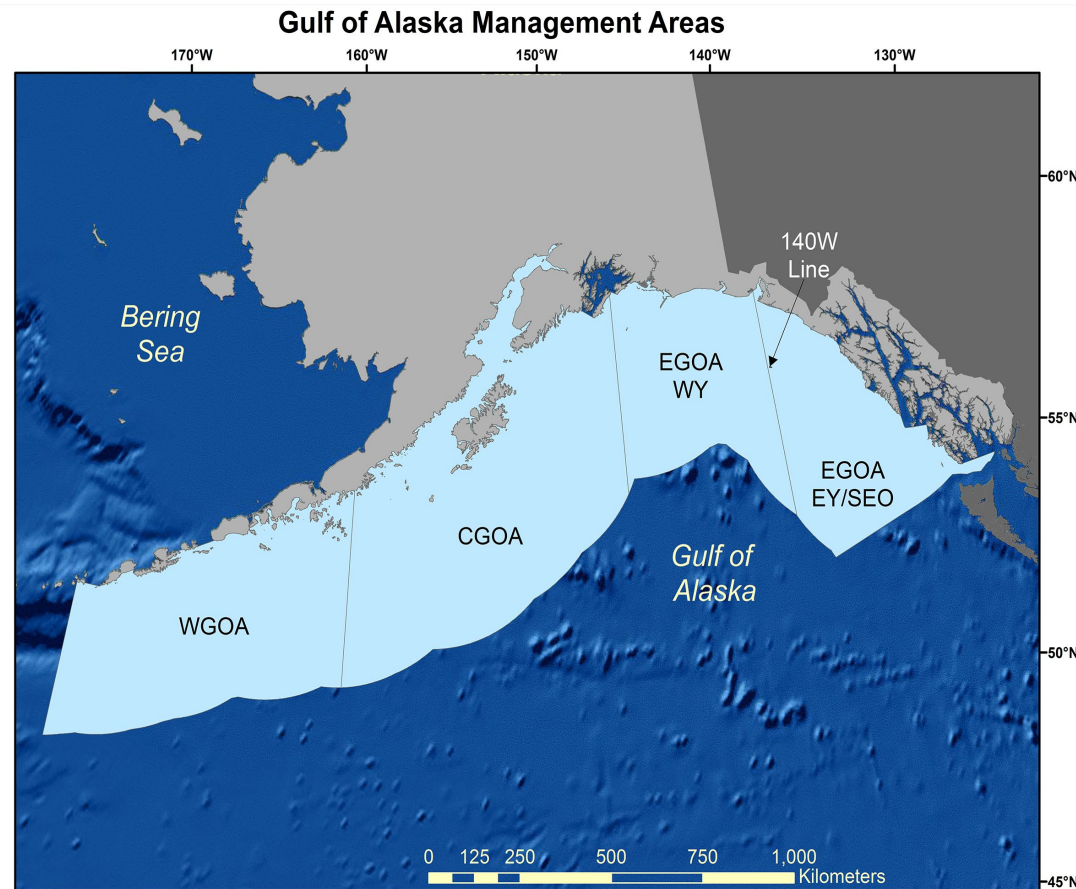 Gulf of Alaska Management Areas
170°W 160°W 150°W 140°W 130°W
60°N
140W
Line
Bering
Sea
EGOA
WY
55°N
EGOA
EY/SEO
CGOA
Gulf of
Alaska
WGOA
50°N
0 125 250 500 750 1,000
Kilometers
45°N